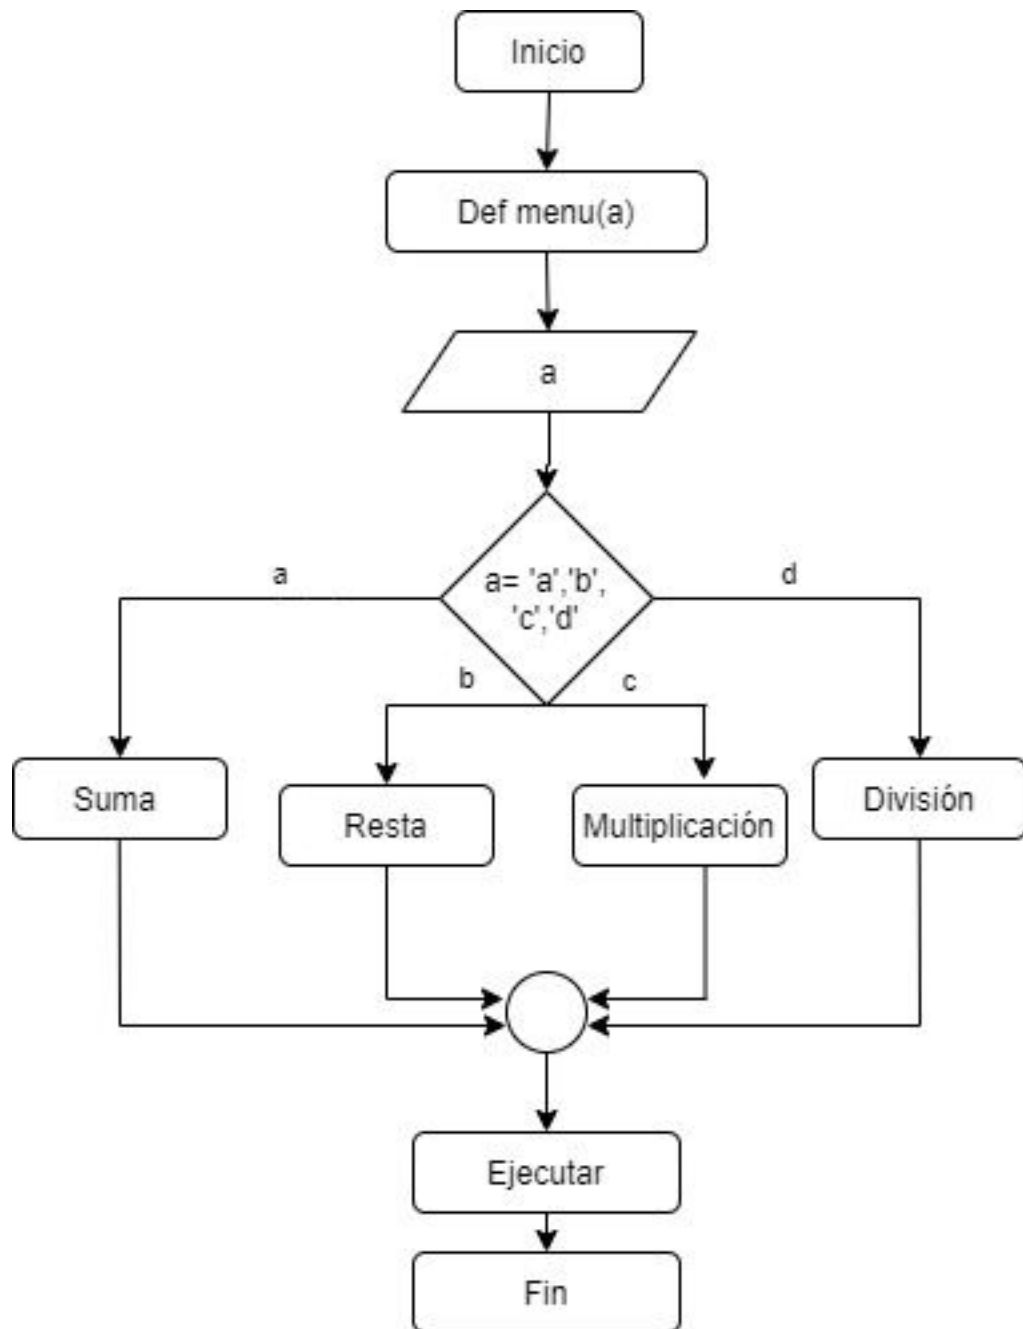 Inicio
Def menu(a)
a
a= 'a','b',
'c','d'
a
d
b
c
Suma
Resta
Multiplicación
División
Ejecutar
Fin